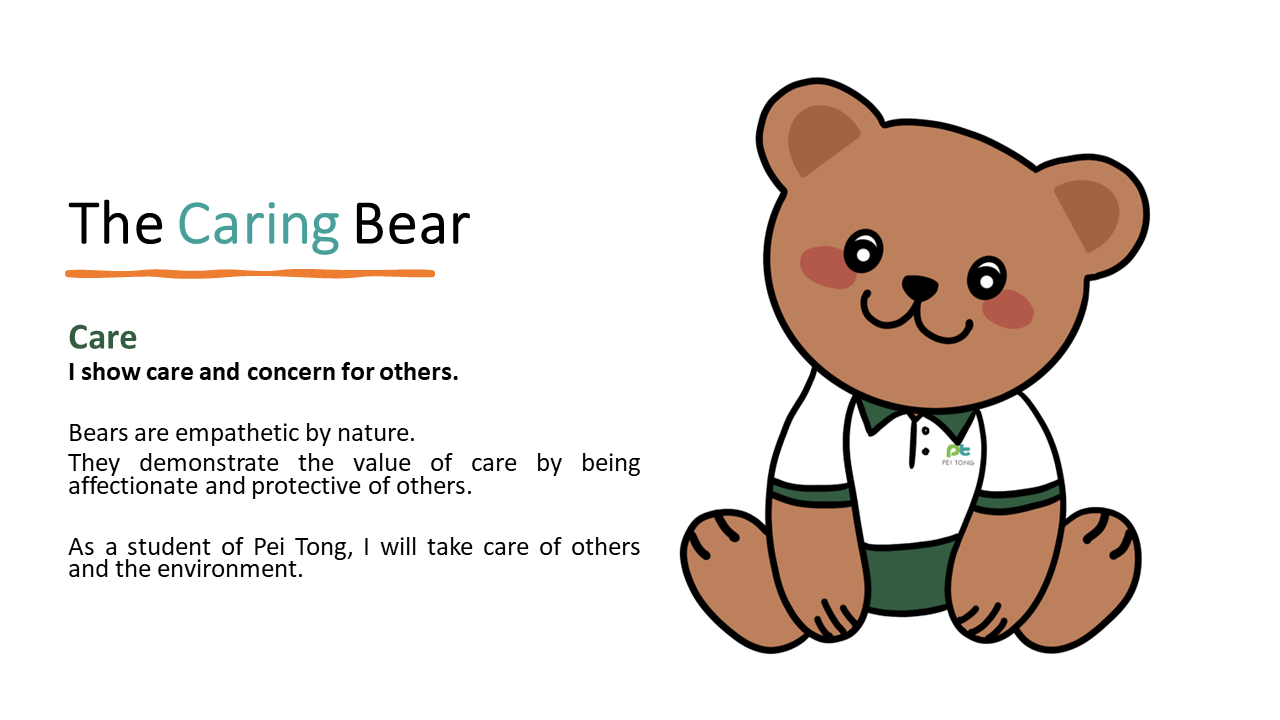 The Caring Bear
Care
I show care and concern for others.
Bears are empathetic by nature.
They demonstrate the value of care by being
affectionate and protective of others.
As a student of Pei Tong, I will take care of others
and the environment.
pt
PEI TONG